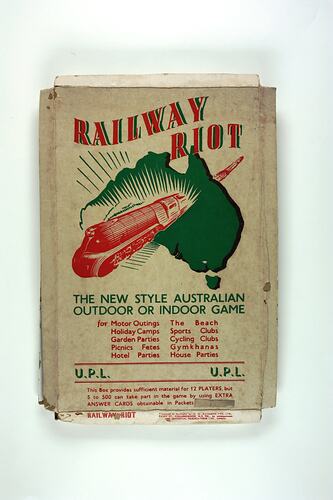 RAILWAY
RIOT
THE NEW STYLE AUSTRALIAN
OUTDOOR OR INDOOR GAME
for Motor Outings The Beach
Holiday Camps Sports Clubs
Garden Parties Cycling Clubs
Picnics Fetes Gymkhanas
Hotel Parties House Parties
U.P.L. U.P.L.
This Box provides sufficient material for 12 PLAYERS, but
5 to 500 can take part in the game by using EXTRA
ANSWER CARDS obtainable in Packets
RAILWAY RIOT